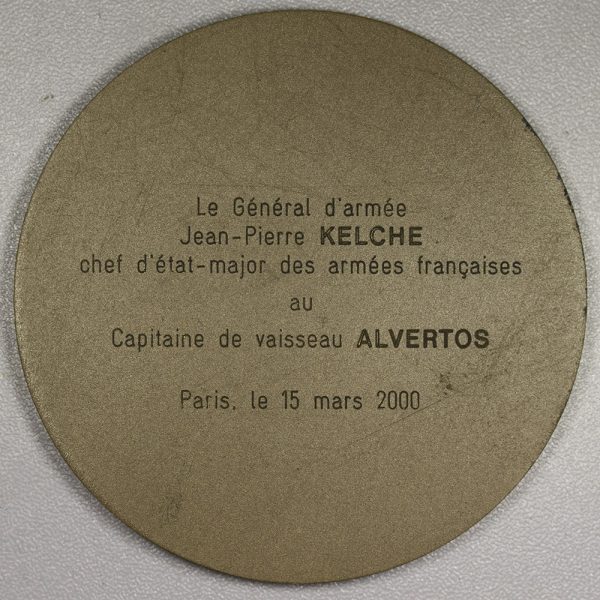 Le Général d'armée
Jean-Pierre KELCHE
chef d'état-major des armées françaises
au
Capitaine de vaisseau ALVERTOS
Paris, le 15 mars 2000